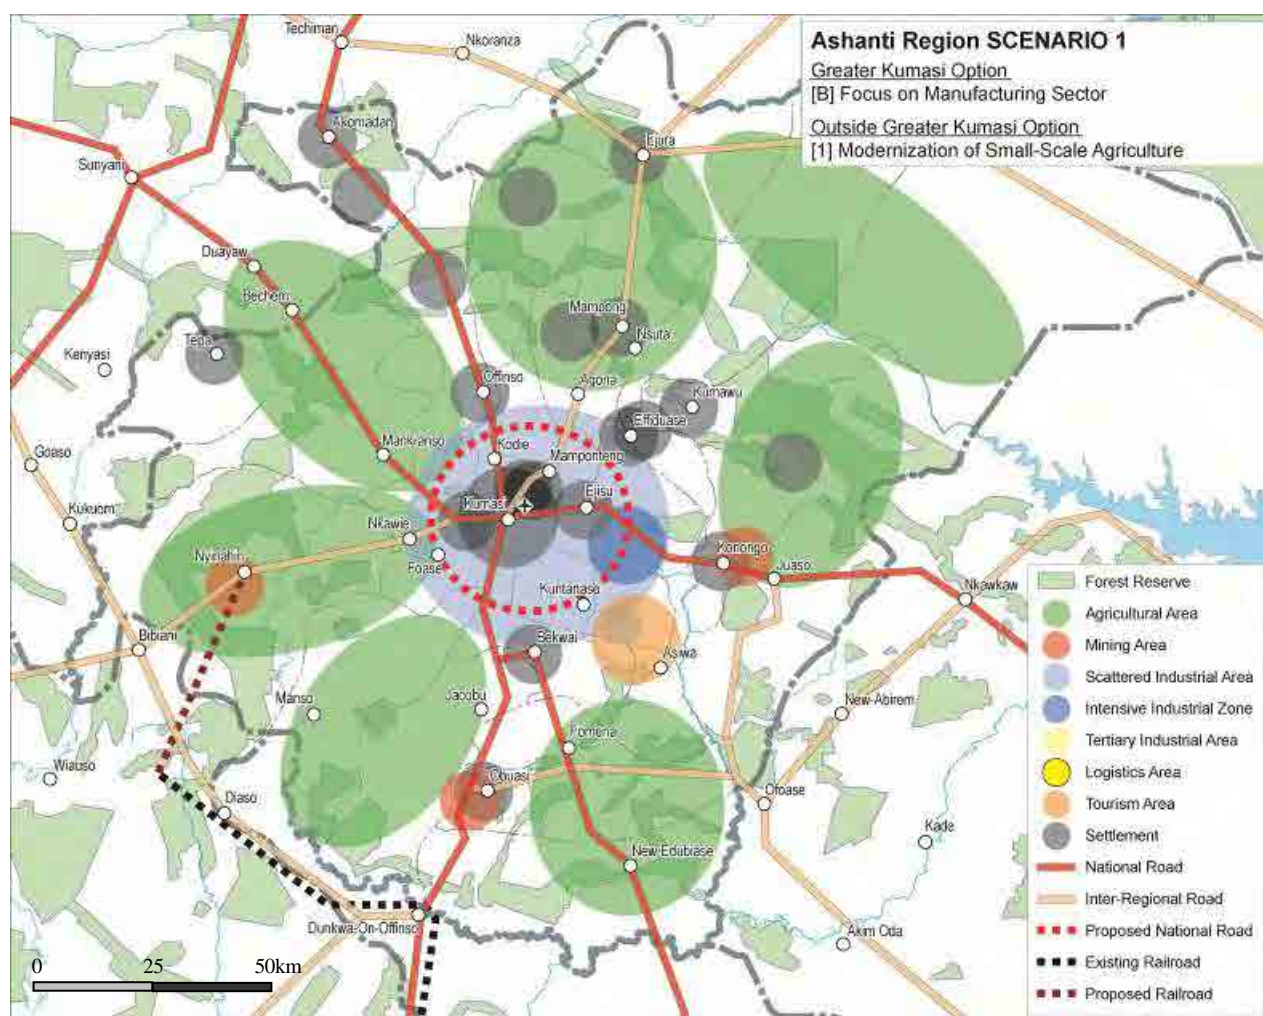 Ashanti Region SCENARIO 1
Greater Kumasi Option
[B] Focus on Manufacturing Sector
Outside Greater Kumasi Option
[1] Modernization of Small-Scale Agriculture
Techiman
Nkoranza
Akomadan
Ejura
Sunyani
Duayaw
Bechem
Mampong
Nsuta
Tepa
Kenyasi
Offinso
Agona
Kumawu
Effiduase
Mankranso
Kodie
Mamponteng
Goaso
Kumasi
Ejisu
Kukuom
Nkawie
Foase
Konongo
Juaso
Nyinahin
Kuntanase
Nkawkaw
Bibiani
Bekwai
Asiwa
Manso
Jacobu
New-Abirem
Fomena
Wiauso
Obuasi
Diaso
Ofoase
Kade
New-Edubiase
Dunkwa-On-Offinso
Akim Oda
Forest Reserve
Agricultural Area
Mining Area
Scattered Industrial Area
Intensive Industrial Zone
Tertiary Industrial Area
Logistics Area
Tourism Area
Settlement
National Road
Inter-Regional Road
Proposed National Road
Existing Railroad
Proposed Railroad
0 25 50km